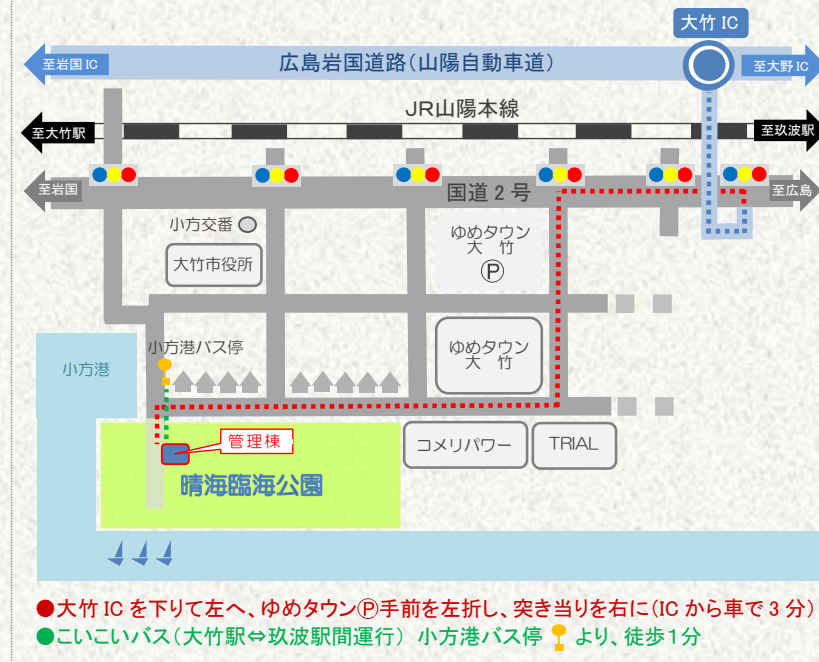 大竹 IC
至岩国 IC
広島岩国道路(山陽自動車道)
至大野 IC
JR山陽本線
至大竹駅
至玖波駅
至岩国
国道 2 号
至広島
小方交番
大竹市役所
ゆめタウン
大 竹
Ⓟ
小方港
小方港バス停
ゆめタウン
大 竹
管理棟
コメリパワー
TRIAL
晴海臨海公園
●大竹 IC を下りて左へ、ゆめタウンⓅ手前を左折し、突き当りを右に(IC から車で 3 分)
●こいこいバス(大竹駅⇔玖波駅間運行) 小方港バス停 より、徒歩1分